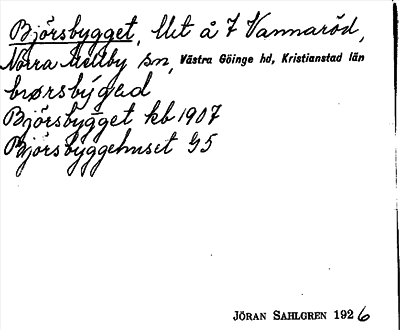 Björsbygget, lht å 7 Vannaröd,
Norra Mellby sn, Västra Göinge hd, Kristianstad län
Björsbygget kb 1907
Björsbyggehuset G5
JÖRAN SAHLGREN 1926